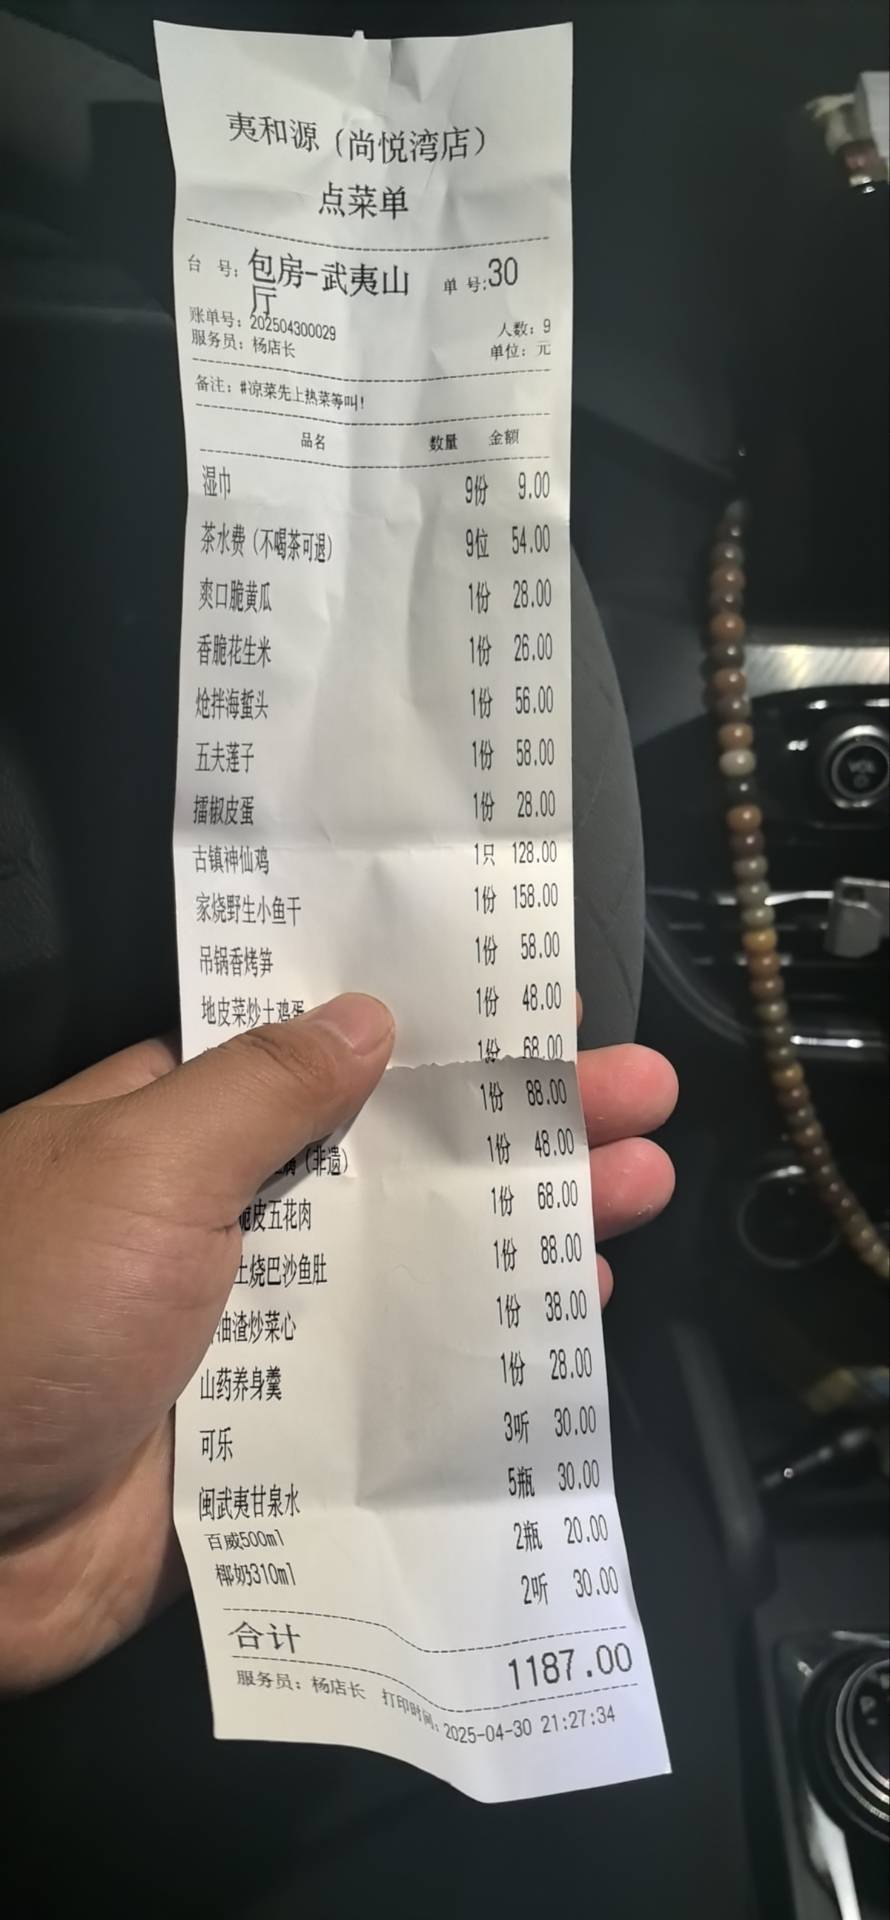 夷和源（尚悦湾店）
点菜单
台 号：包房-武夷山厅 单 号:30
账单号：202504300029 人数：9
服务员：杨店长 单位：元
备注：#凉菜先上热菜等叫!
品名 数量 金额
湿巾 9份 9.00
茶水费（不喝茶可退） 9位 54.00
爽口脆黄瓜 1份 28.00
香脆花生米 1份 26.00
炝拌海蜇头 1份 56.00
五夫莲子 1份 58.00
擂椒皮蛋 1份 28.00
古镇神仙鸡 1只 128.00
家烧野生小鱼干 1份 158.00
吊锅香烤笋 1份 58.00
地皮菜炒土鸡蛋 1份 48.00
1份 68.00
1份 88.00
（非遗） 1份 48.00
脆皮五花肉 1份 68.00
土烧巴沙鱼肚 1份 88.00
油渣炒菜心 1份 38.00
山药养身羹 1份 28.00
可乐 3听 30.00
闽武夷甘泉水 5瓶 30.00
百威500ml 2瓶 20.00
椰奶310ml 2听 30.00
合计 1187.00
服务员：杨店长 打印时间：2025-04-30 21:27:34
VOL